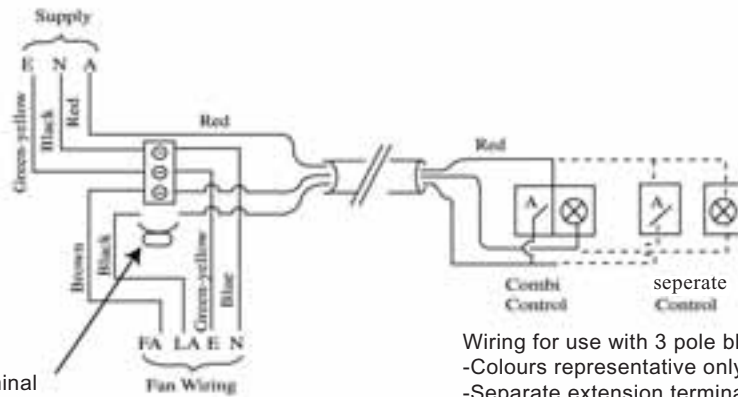 Supply
E N A
Green-yellow
Black
Red
Red
Red
A
A
Brown
Black
Green-yellow
Blue
Combi
Control
seperate
Control
FA LA E N
Fan Wiring
Wiring for use with 3 pole bl
-Colours representative only
-Separate extension termina
minal